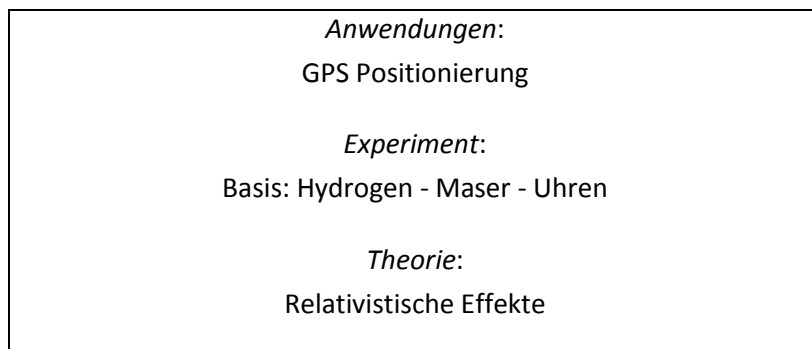 Anwendungen:
GPS Positionierung
Experiment:
Basis: Hydrogen - Maser - Uhren
Theorie:
Relativistische Effekte